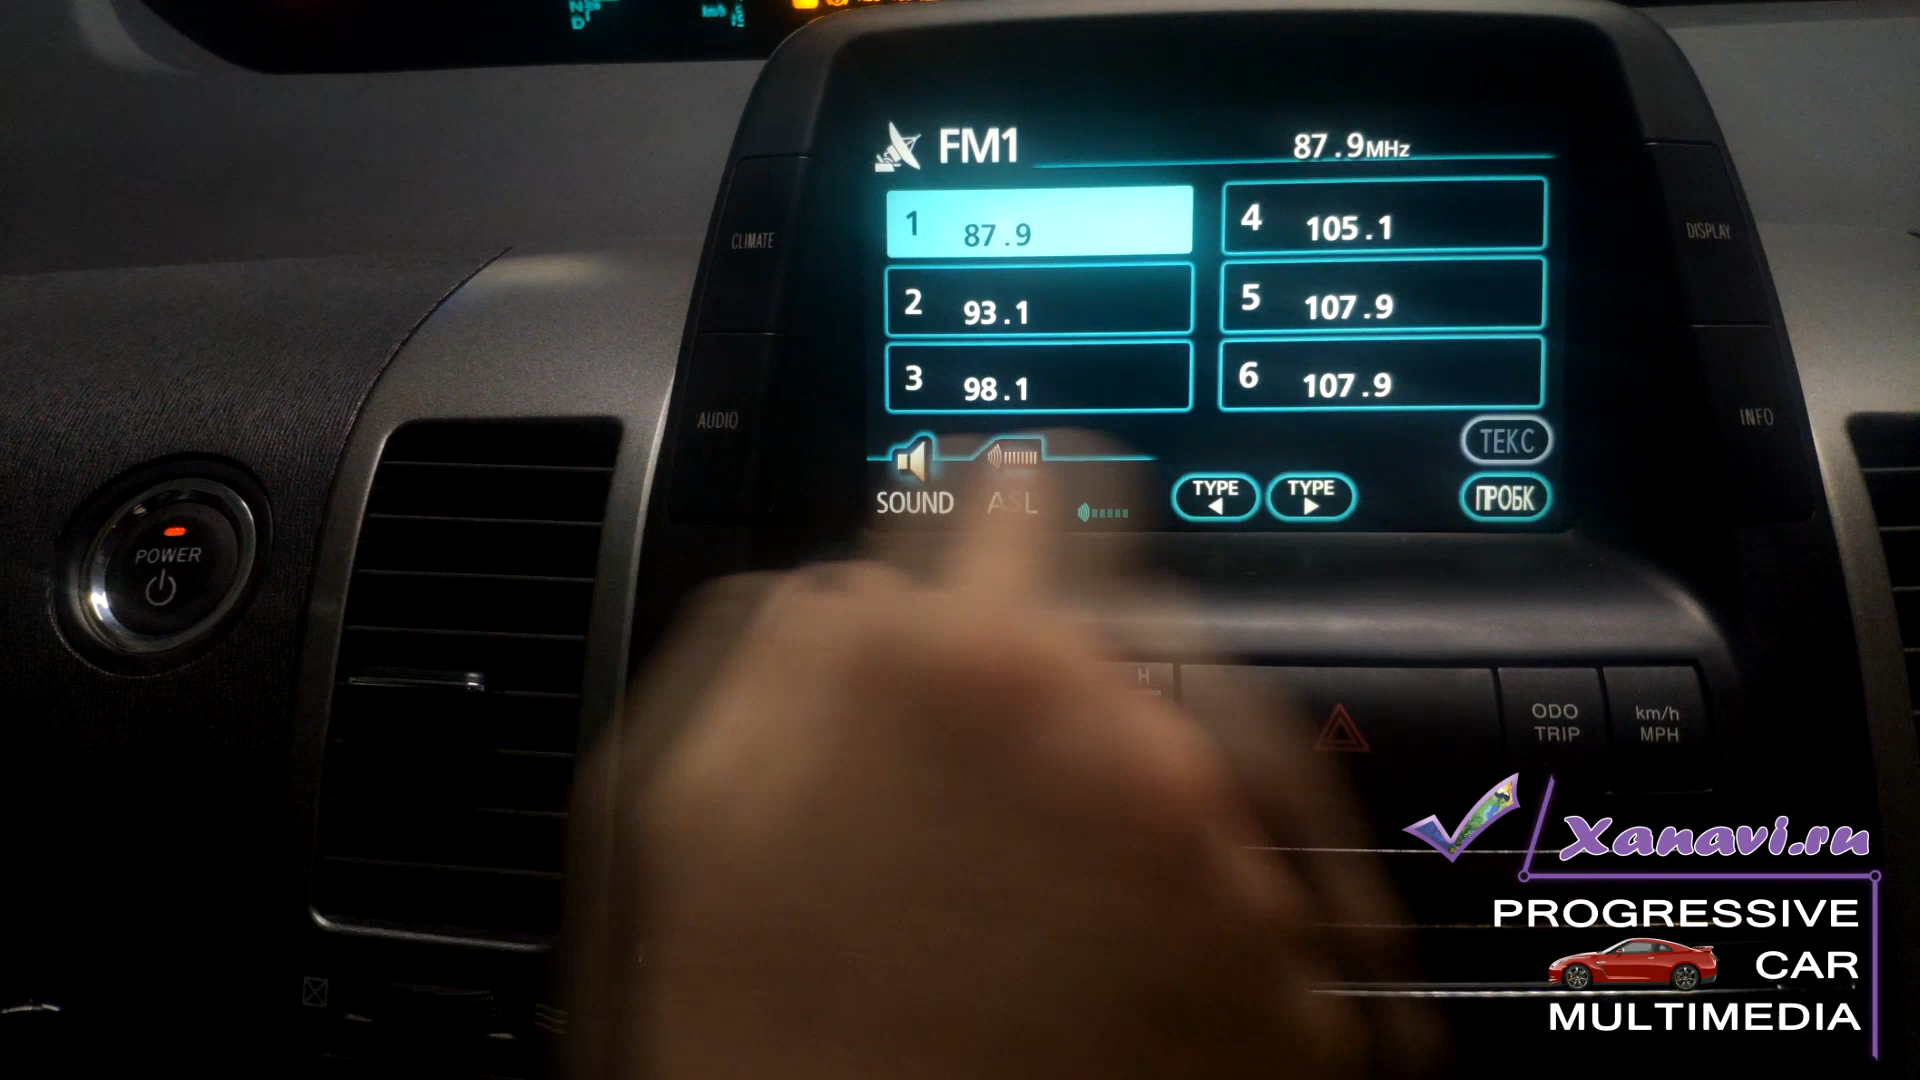 N
D
km/h
FM1
87.9MHz
1 87.9
4 105.1
2 93.1
5 107.9
3 98.1
6 107.9
CLIMATE
DISPLAY
AUDIO
INFO
ТЕКС
SOUND
ASL
TYPE
TYPE
ПРОБК
POWER
H
ODO
TRIP
km/h
MPH
Xanavi.ru
PROGRESSIVE
CAR
MULTIMEDIA